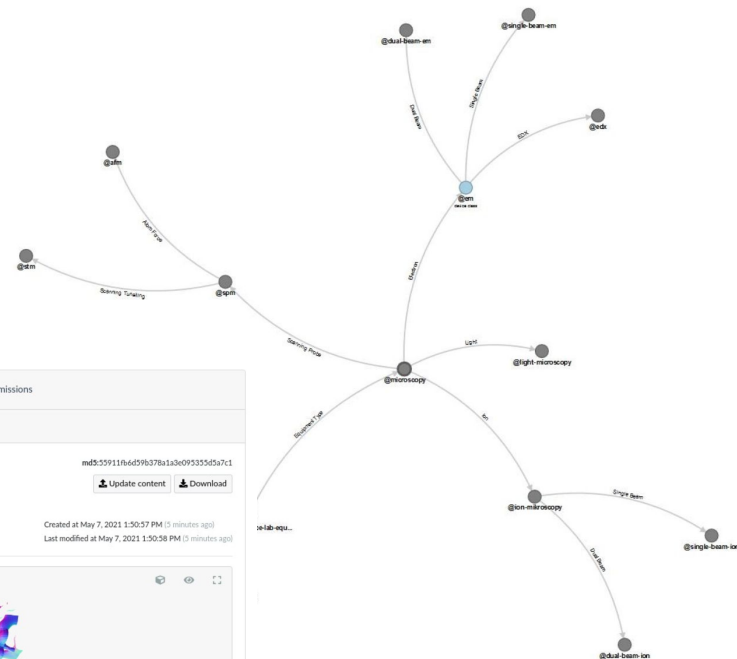 @single-beam-em
@dual-beam-em
Dual Beam
Single Beam
EDX
@edx
@em
@afm
Atom Force
@stm
Scanning Tunneling
@spm
Electron
Scanning Probe
Light
@light-microscopy
@microscopy
Equipment Type
Ion
missions
md5:55911fb6d59b378a1a3e095355d5a7c1
Update content
Download
Created at May 7, 2021 1:50:57 PM (5 minutes ago)
Last modified at May 7, 2021 1:50:58 PM (5 minutes ago)
Single Beam
@ion-mikroscopy
e-lab-equ...
@single-beam-ion
Dual Beam
@dual-beam-ion